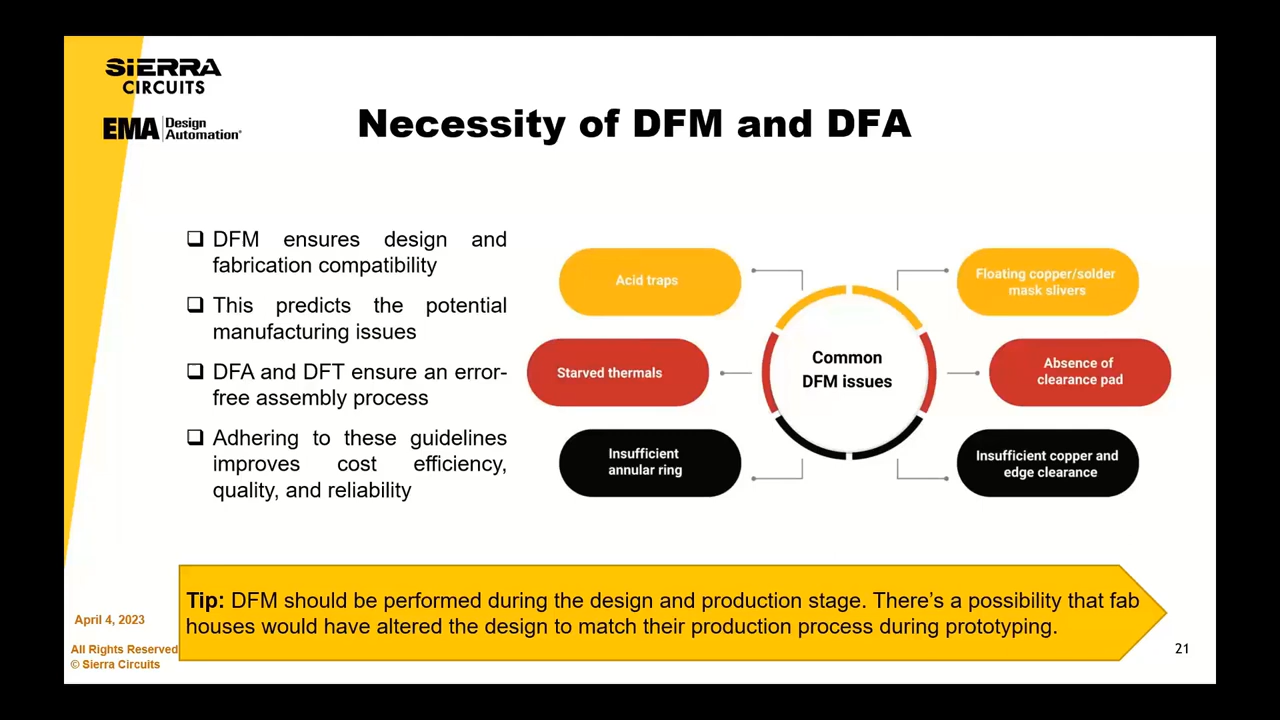 SIERRA
CIRCUITS
EMA Design
Automation®
Necessity of DFM and DFA
DFM ensures design and
fabrication compatibility
This predicts the potential
manufacturing issues
DFA and DFT ensure an error-
free assembly process
Adhering to these guidelines
improves cost efficiency,
quality, and reliability
Acid traps
Starved thermals
Insufficient
annular ring
Common
DFM issues
Floating copper/solder
mask slivers
Absence of
clearance pad
Insufficient copper and
edge clearance
Tip: DFM should be performed during the design and production stage. There's a possibility that fab
houses would have altered the design to match their production process during prototyping.
April 4, 2023
All Rights Reserved
© Sierra Circuits
21